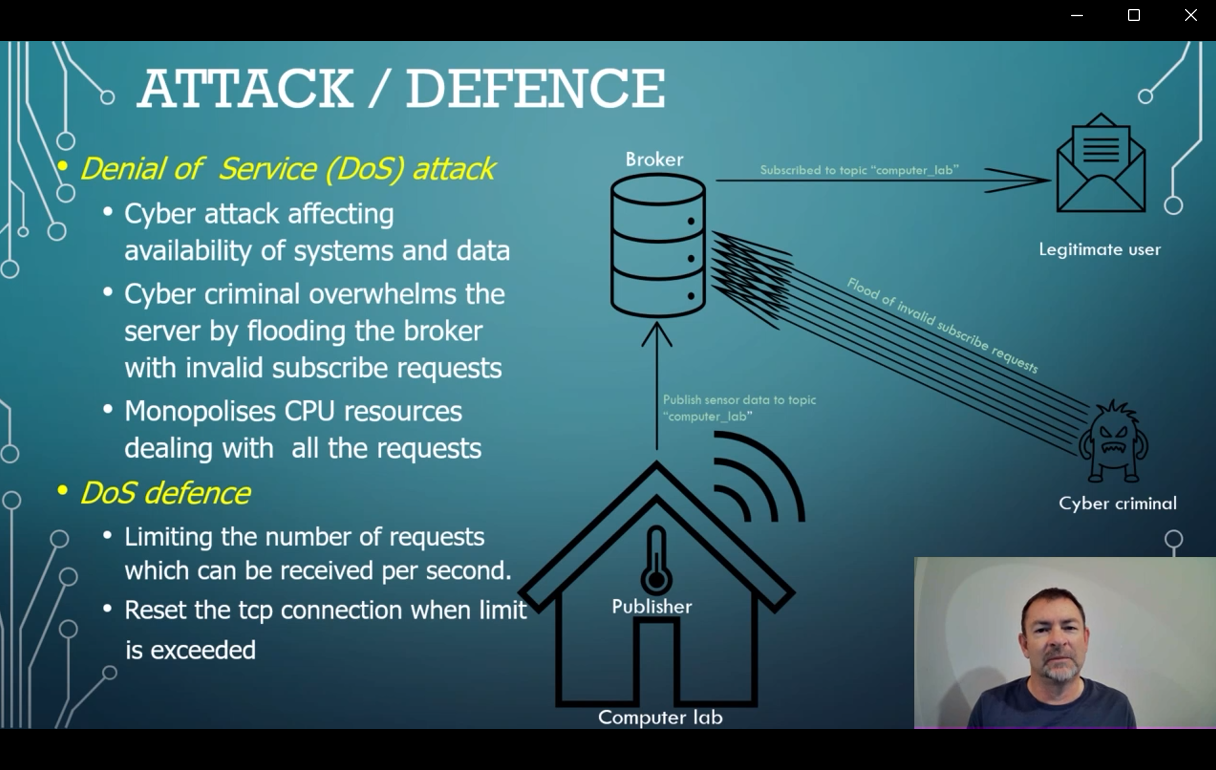 ATTACK / DEFENCE
• Denial of  Service (DoS) attack
• Cyber attack affecting
availability of systems and data
• Cyber criminal overwhelms the
server by flooding the broker
with invalid subscribe requests
• Monopolises CPU resources
dealing with  all the requests
• DoS defence
• Limiting the number of requests
which can be received per second.
• Reset the tcp connection when limit
is exceeded
Broker
Subscribed to topic “computer_lab”
Legitimate user
Flood of invalid subscribe requests
Publish sensor data to topic
“computer_lab”
Cyber criminal
Publisher
Computer lab